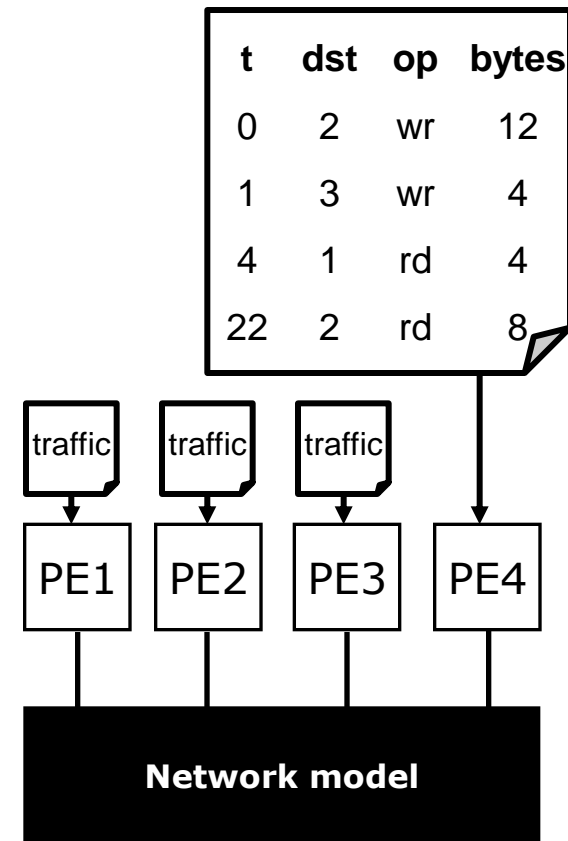 t dst op bytes
0 2 wr 12
1 3 wr 4
4 1 rd 4
22 2 rd 8
traffic traffic traffic
PE1 PE2 PE3 PE4
Network model